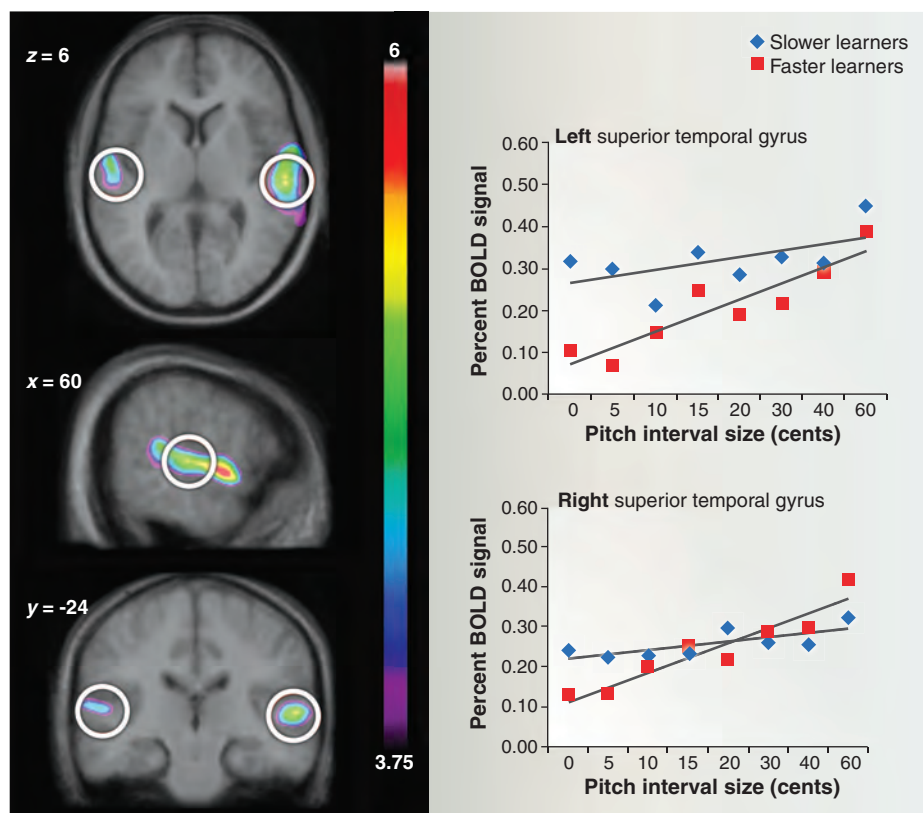 z = 6
6
x = 60
y = -24
3.75
Slower learners
Faster learners
Left superior temporal gyrus
Percent BOLD signal
0.60
0.50
0.40
0.30
0.20
0.10
0.00
0 5 10 15 20 30 40 60
Pitch interval size (cents)
Right superior temporal gyrus
Percent BOLD signal
0.60
0.50
0.40
0.30
0.20
0.10
0.00
0 5 10 15 20 30 40 60
Pitch interval size (cents)